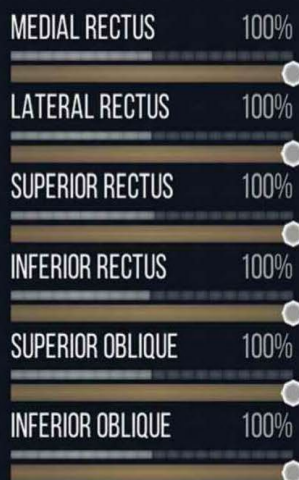 MEDIAL RECTUS 100%
LATERAL RECTUS 100%
SUPERIOR RECTUS 100%
INFERIOR RECTUS 100%
SUPERIOR OBLIQUE 100%
INFERIOR OBLIQUE 100%